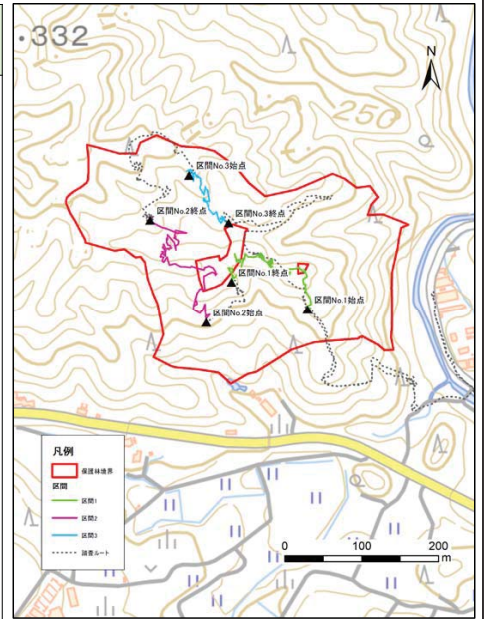 ・332
N
250
区間No.3始点
区間No.2終点
区間No.3終点
区間No.1終点
区間No.1始点
区間No.2始点
凡例
保護林境界
区間
区間1
区間2
区間3
踏査ルート
0 100 200
m